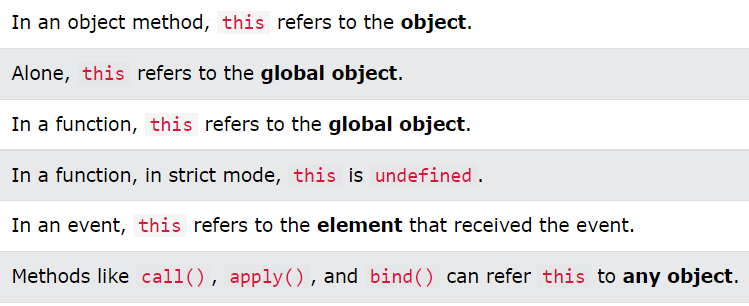 In an object method, this refers to the object.
Alone, this refers to the global object.
In a function, this refers to the global object.
In a function, in strict mode, this is undefined.
In an event, this refers to the element that received the event.
Methods like call(), apply(), and bind() can refer this to any object.